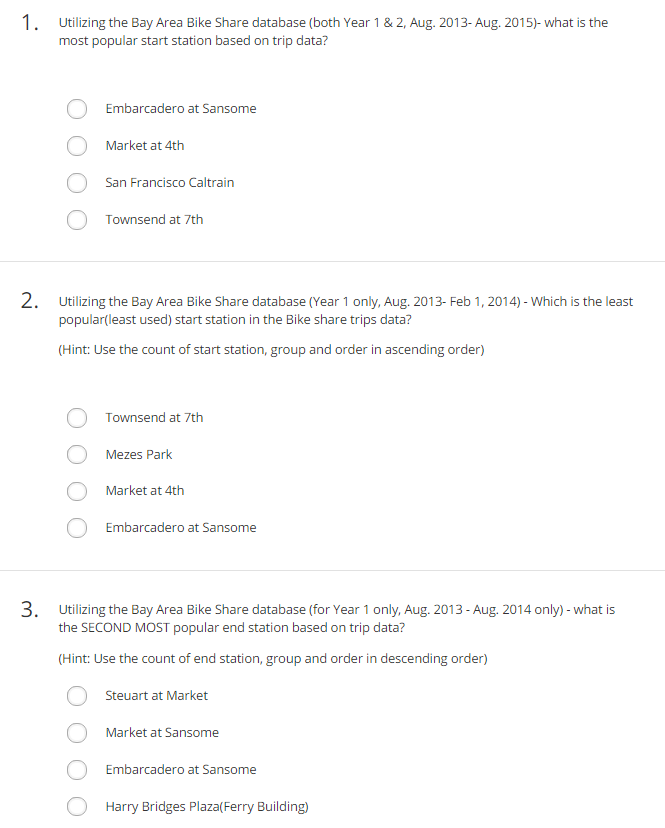 1. Utilizing the Bay Area Bike Share database (both Year 1 & 2, Aug. 2013- Aug. 2015)- what is the
most popular start station based on trip data?
Embarcadero at Sansome
Market at 4th
San Francisco Caltrain
Townsend at 7th
2. Utilizing the Bay Area Bike Share database (Year 1 only, Aug. 2013- Feb 1, 2014) - Which is the least
popular(least used) start station in the Bike share trips data?
(Hint: Use the count of start station, group and order in ascending order)
Townsend at 7th
Mezes Park
Market at 4th
Embarcadero at Sansome
3. Utilizing the Bay Area Bike Share database (for Year 1 only, Aug. 2013 - Aug. 2014 only) - what is
the SECOND MOST popular end station based on trip data?
(Hint: Use the count of end station, group and order in descending order)
Steuart at Market
Market at Sansome
Embarcadero at Sansome
Harry Bridges Plaza(Ferry Building)